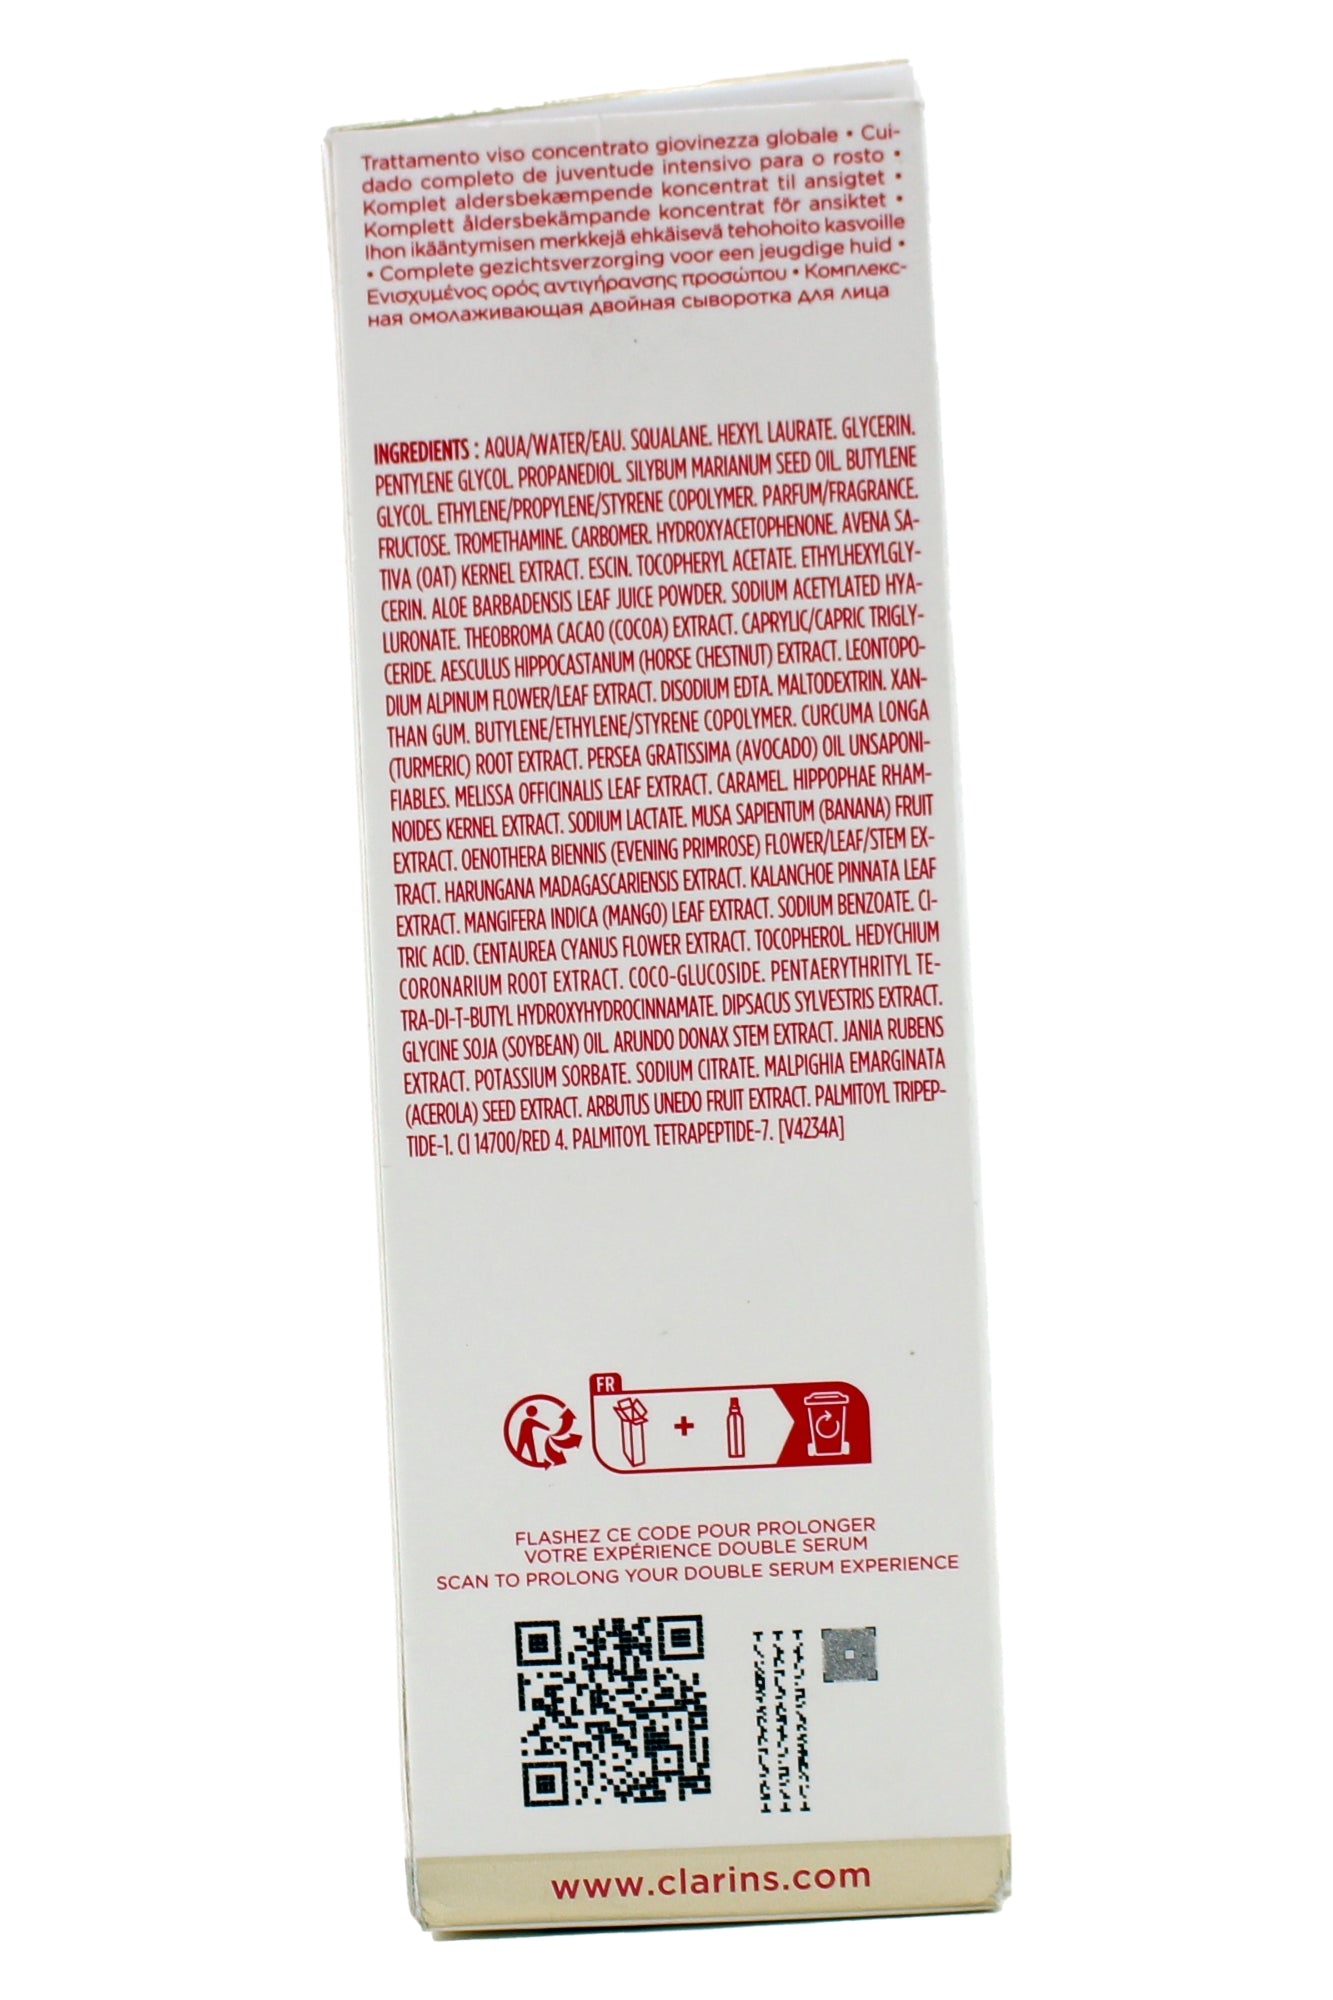 Trattamento viso concentrato giovinezza globale • Cui-
dado completo de juventude intensivo para o rosto •
Komplet aldersbekæmpende koncentrat til ansigtet •
Komplett åldersbekämpande koncentrat för ansiktet •
Ihon ikääntymisen merkkejä ehkäisevä tehohoito kasvoille
• Complete gezichtsverzorging voor een jeugdige huid •
Ενισχυμένος ορός αντιγήρανσης προσώπου • Комплекс-
ная омолаживающая двойная сыворотка для лица
INGREDIENTS : AQUA/WATER/EAU. SQUALANE. HEXYL LAURATE. GLYCERIN.
PENTYLENE GLYCOL. PROPANEDIOL. SILYBUM MARIANUM SEED OIL. BUTYLENE
GLYCOL. ETHYLENE/PROPYLENE/STYRENE COPOLYMER. PARFUM/FRAGRANCE.
FRUCTOSE. TROMETHAMINE. CARBOMER. HYDROXYACETOPHENONE. AVENA SA-
TIVA (OAT) KERNEL EXTRACT. ESCIN. TOCOPHERYL ACETATE. ETHYLHEXYLGLY-
CERIN. ALOE BARBADENSIS LEAF JUICE POWDER. SODIUM ACETYLATED HYA-
LURONATE. THEOBROMA CACAO (COCOA) EXTRACT. CAPRYLIC/CAPRIC TRIGLY-
CERIDE. AESCULUS HIPPOCASTANUM (HORSE CHESTNUT) EXTRACT. LEONTOPO-
DIUM ALPINUM FLOWER/LEAF EXTRACT. DISODIUM EDTA. MALTODEXTRIN. XAN-
THAN GUM. BUTYLENE/ETHYLENE/STYRENE COPOLYMER. CURCUMA LONGA
(TURMERIC) ROOT EXTRACT. PERSEA GRATISSIMA (AVOCADO) OIL UNSAPONI-
FIABLES. MELISSA OFFICINALIS LEAF EXTRACT. CARAMEL. HIPPOPHAE RHAM-
NOIDES KERNEL EXTRACT. SODIUM LACTATE. MUSA SAPIENTUM (BANANA) FRUIT
EXTRACT. OENOTHERA BIENNIS (EVENING PRIMROSE) FLOWER/LEAF/STEM EX-
TRACT. HARUNGANA MADAGASCARIENSIS EXTRACT. KALANCHOE PINNATA LEAF
EXTRACT. MANGIFERA INDICA (MANGO) LEAF EXTRACT. SODIUM BENZOATE. CI-
TRIC ACID. CENTAUREA CYANUS FLOWER EXTRACT. TOCOPHEROL. HEDYCHIUM
CORONARIUM ROOT EXTRACT. COCO-GLUCOSIDE. PENTAERYTHRITYL TE-
TRA-DI-T-BUTYL HYDROXYHYDROCINNAMATE. DIPSACUS SYLVESTRIS EXTRACT.
GLYCINE SOJA (SOYBEAN) OIL. ARUNDO DONAX STEM EXTRACT. JANIA RUBENS
EXTRACT. POTASSIUM SORBATE. SODIUM CITRATE. MALPIGHIA EMARGINATA
(ACEROLA) SEED EXTRACT. ARBUTUS UNEDO FRUIT EXTRACT. PALMITOYL TRIPEP-
TIDE-1. CI 14700/RED 4. PALMITOYL TETRAPEPTIDE-7. [V4234A]
FR
+
FLASHEZ CE CODE POUR PROLONGER
VOTRE EXPÉRIENCE DOUBLE SERUM
SCAN TO PROLONG YOUR DOUBLE SERUM EXPERIENCE
www.clarins.com